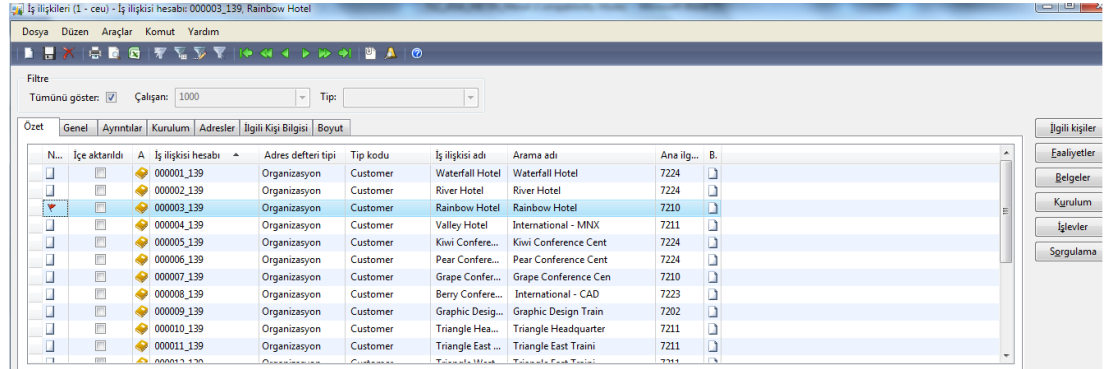 İş ilişkileri (1 - ceu) - İş ilişkisi hesabı: 000003_139, Rainbow Hotel
Dosya Düzen Araçlar Komut Yardım
Filtre
Tümünü göster: Çalışan: 1000 Tip:
Özet Genel Ayrıntılar Kurulum Adresler İlgili Kişi Bilgisi Boyut
İlgili kişiler
N... İçe aktarıldı A İş ilişkisi hesabı Adres defteri tipi Tip kodu İş ilişkisi adı Arama adı Ana ilg... B.
Faaliyetler
000001_139 Organizasyon Customer Waterfall Hotel Waterfall Hotel 7224
Belgeler
000002_139 Organizasyon Customer River Hotel River Hotel 7224
000003_139 Organizasyon Customer Rainbow Hotel Rainbow Hotel 7210
Kurulum
000004_139 Organizasyon Customer Valley Hotel International - MNX 7211
İşlevler
000005_139 Organizasyon Customer Kiwi Confere... Kiwi Conference Cent 7224
Sorgulama
000006_139 Organizasyon Customer Pear Confere... Pear Conference Cent 7224
000007_139 Organizasyon Customer Grape Confer... Grape Conference Cen 7210
000008_139 Organizasyon Customer Berry Confere... International - CAD 7223
000009_139 Organizasyon Customer Graphic Desig... Graphic Design Train 7202
000010_139 Organizasyon Customer Triangle Hea... Triangle Headquarter 7211
000011_139 Organizasyon Customer Triangle East ... Triangle East Traini 7211